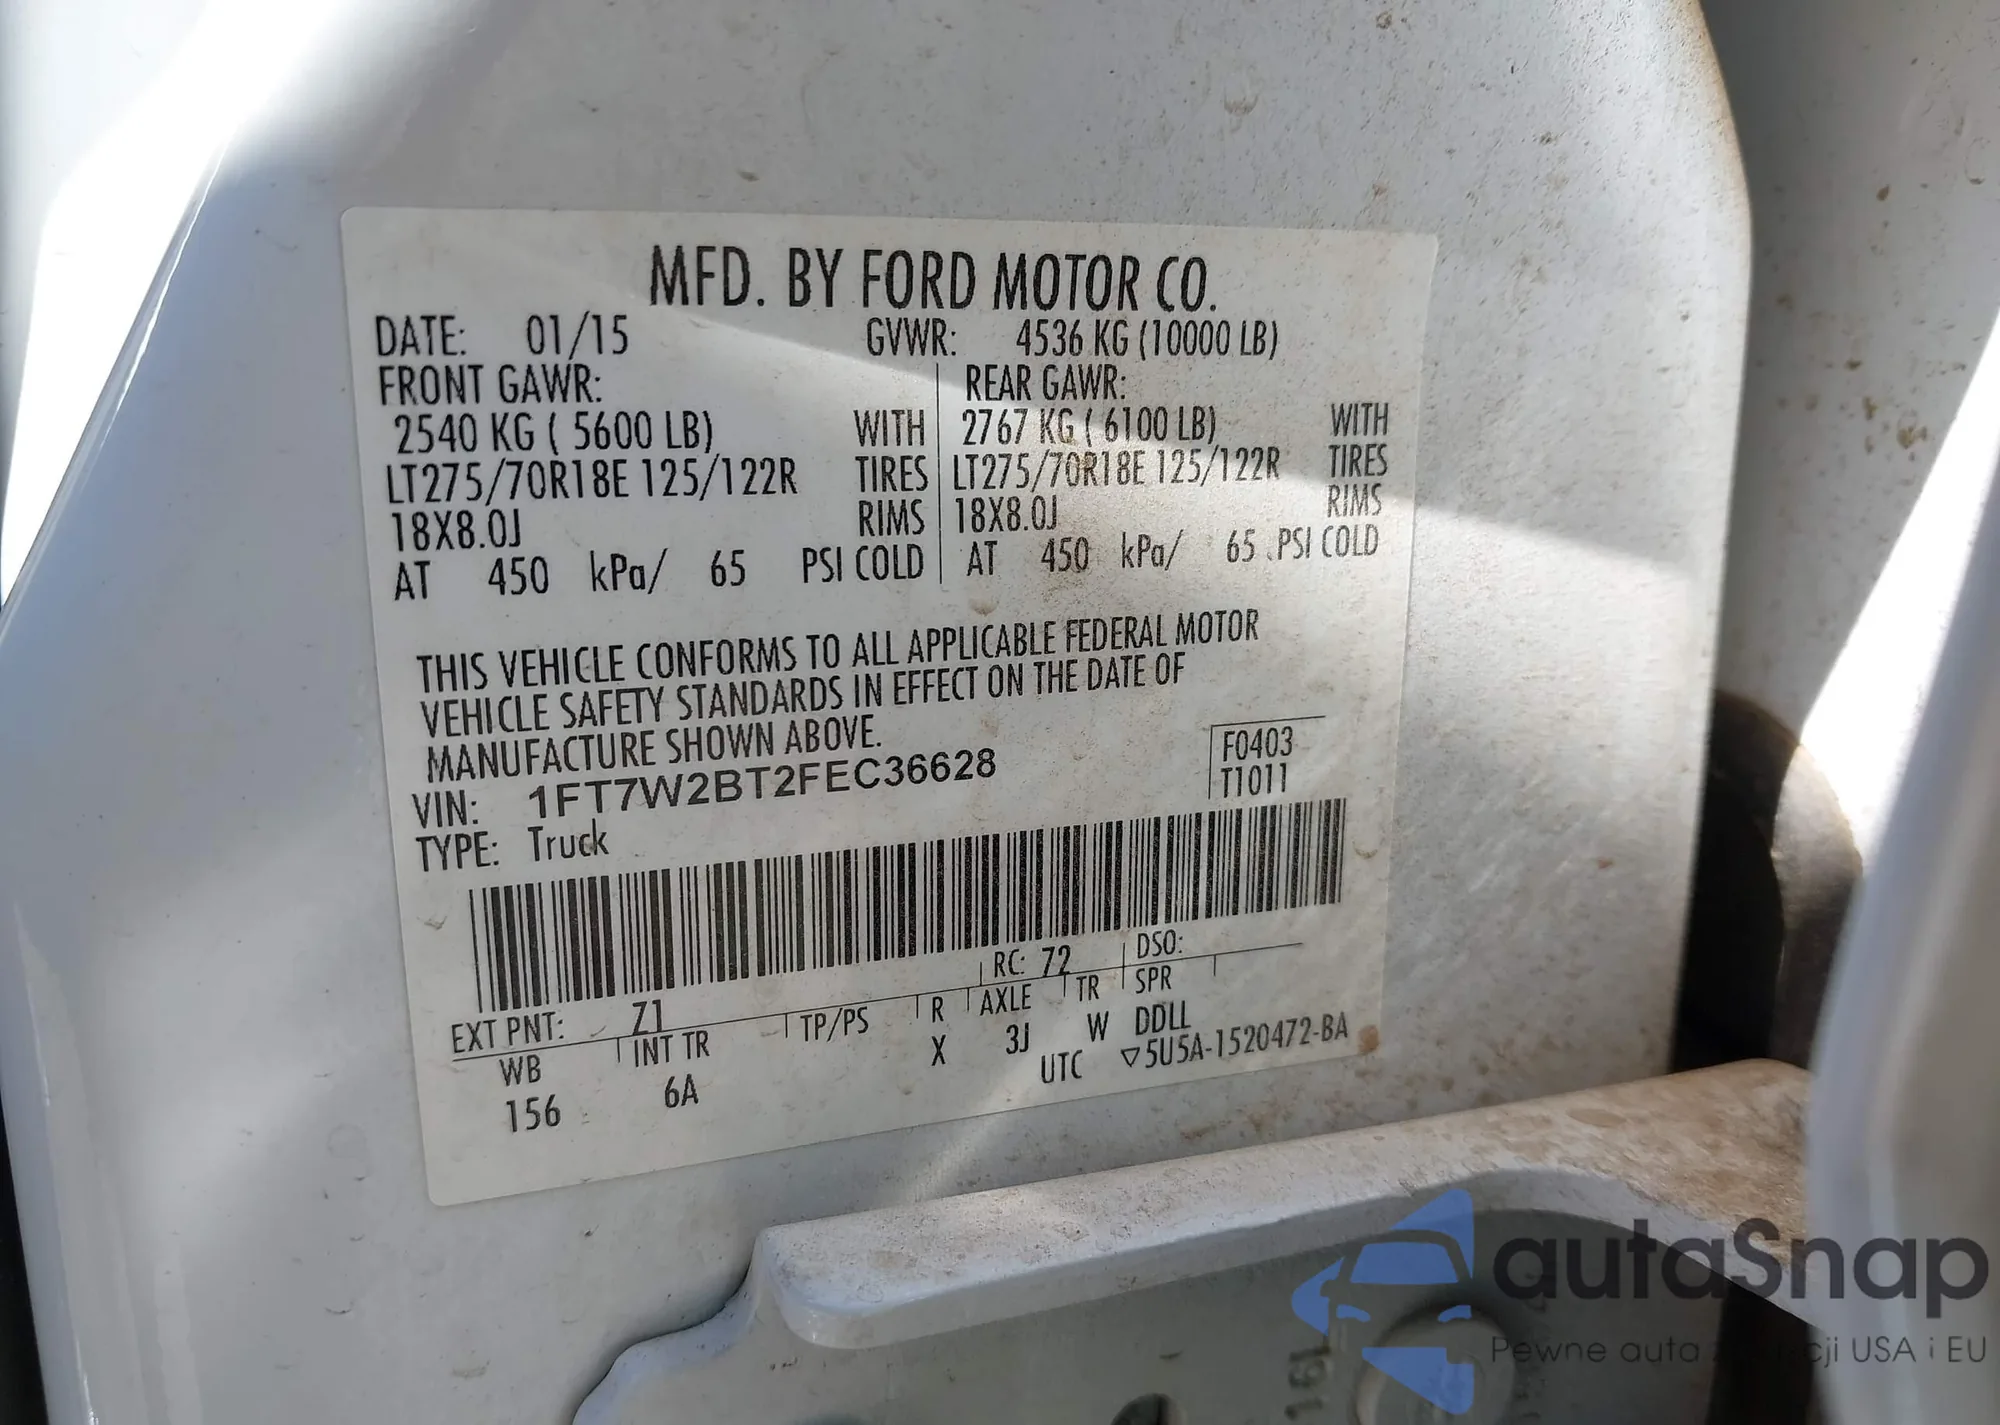 MFD. BY FORD MOTOR CO.
DATE: 01/15 GVWR: 4536 KG (10000 LB)
FRONT GAWR: REAR GAWR:
2540 KG ( 5600 LB) WITH 2767 KG ( 6100 LB) WITH
LT275/70R18E 125/122R TIRES LT275/70R18E 125/122R TIRES
18X8.0J RIMS 18X8.0J RIMS
AT 450 kPa/ 65 PSI COLD AT 450 kPa/ 65 PSI COLD
THIS VEHICLE CONFORMS TO ALL APPLICABLE FEDERAL MOTOR
VEHICLE SAFETY STANDARDS IN EFFECT ON THE DATE OF
MANUFACTURE SHOWN ABOVE.
VIN: 1FT7W2BT2FEC36628
F0403
T1011
TYPE: Truck
RC: 72 DSO:
EXT PNT: Z1
WB INT TR TP/PS R AXLE TR SPR
156 6A X 3J W DDLL
UTC ▽5U5A-1520472-BA
autaSnap
Pewne auta z USA i EU
16L